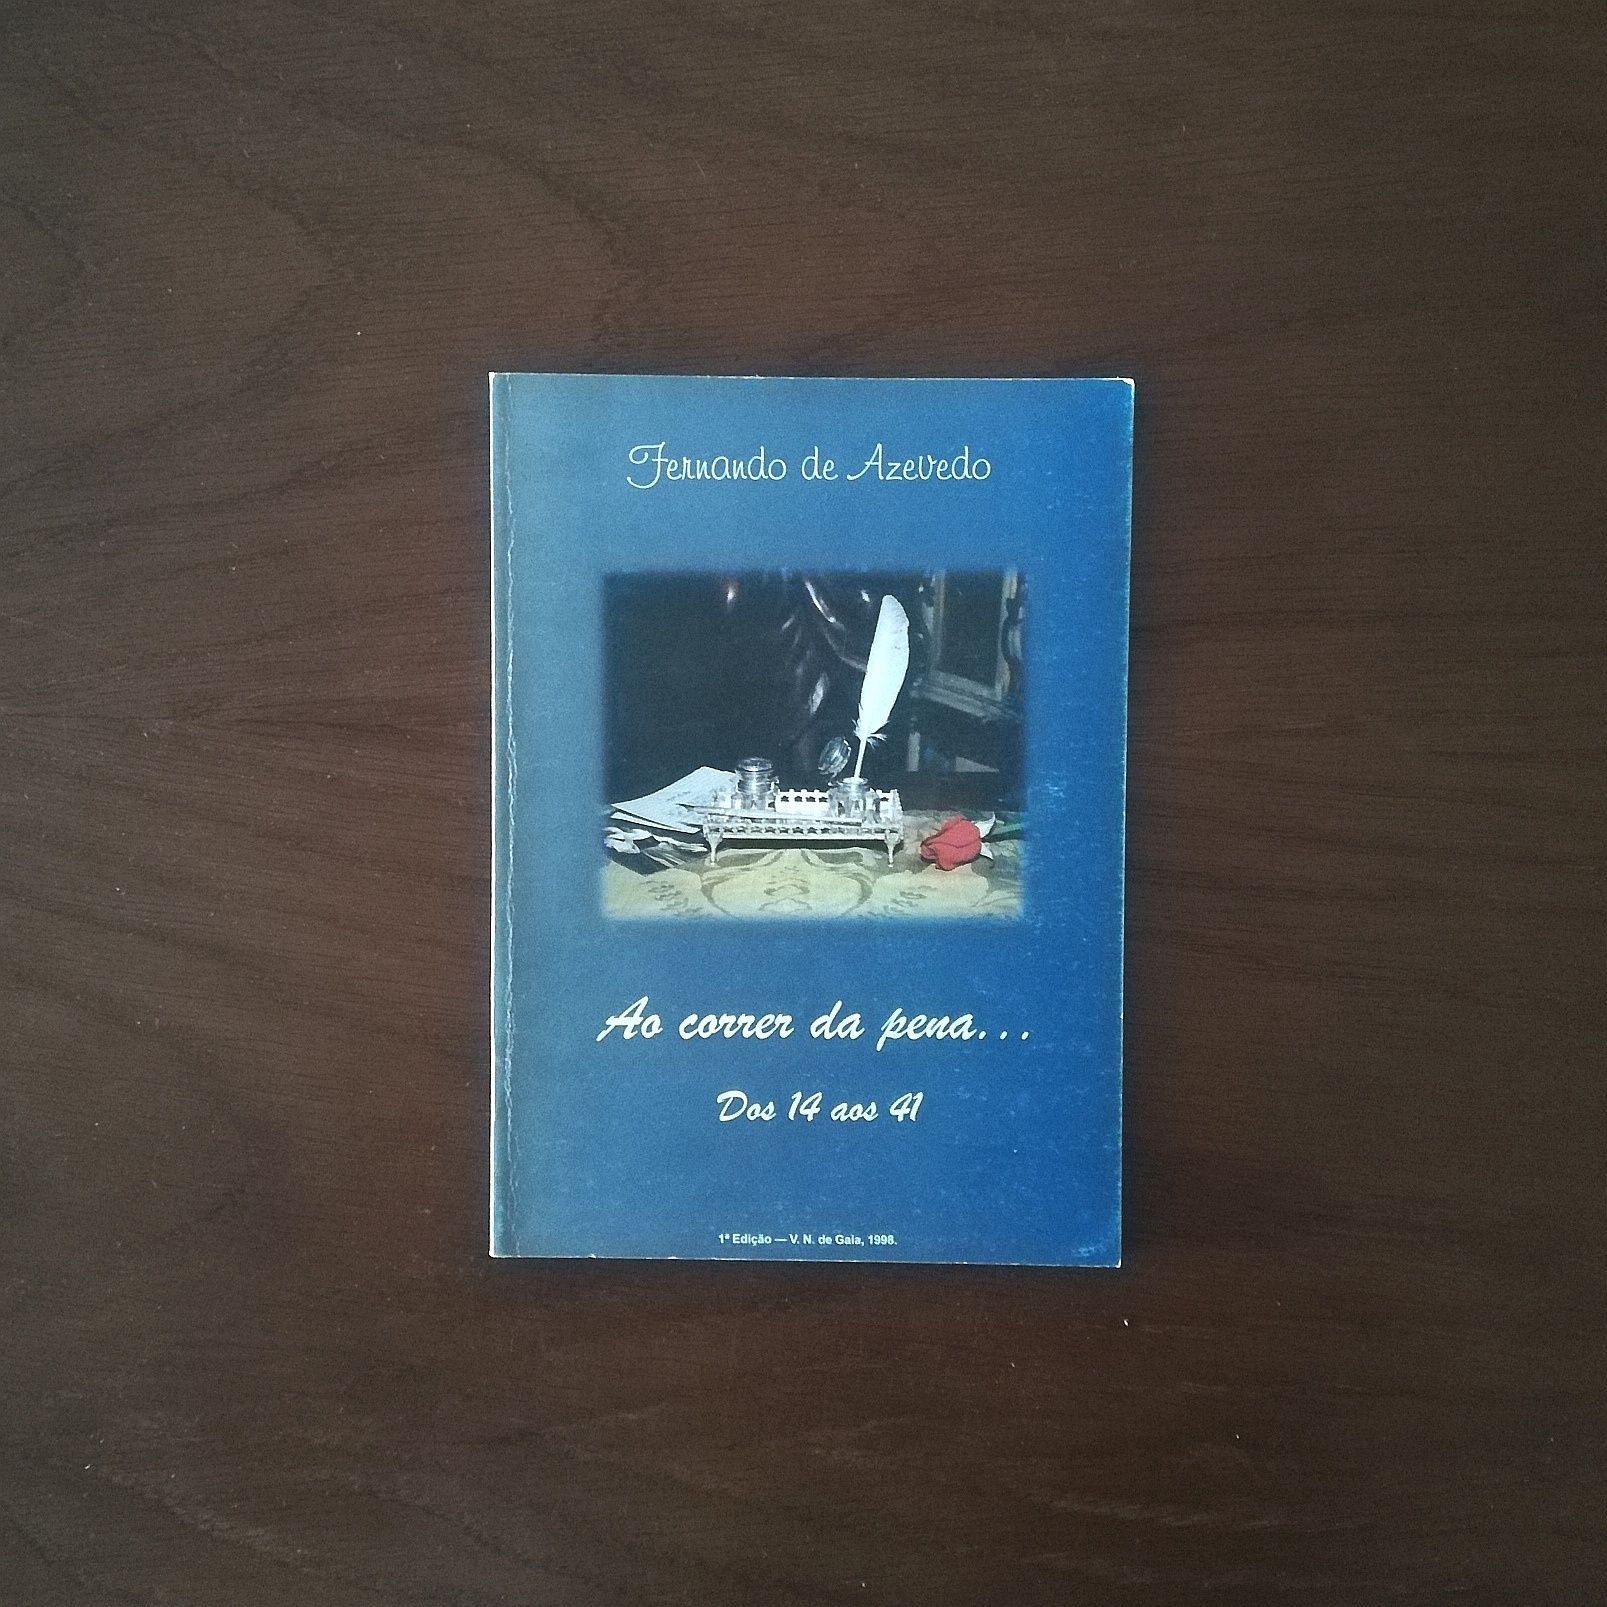 Fernando de Azevedo
Ao correr da pena...
Dos 14 aos 41
1ª Edição — V. N. de Gaia, 1998.